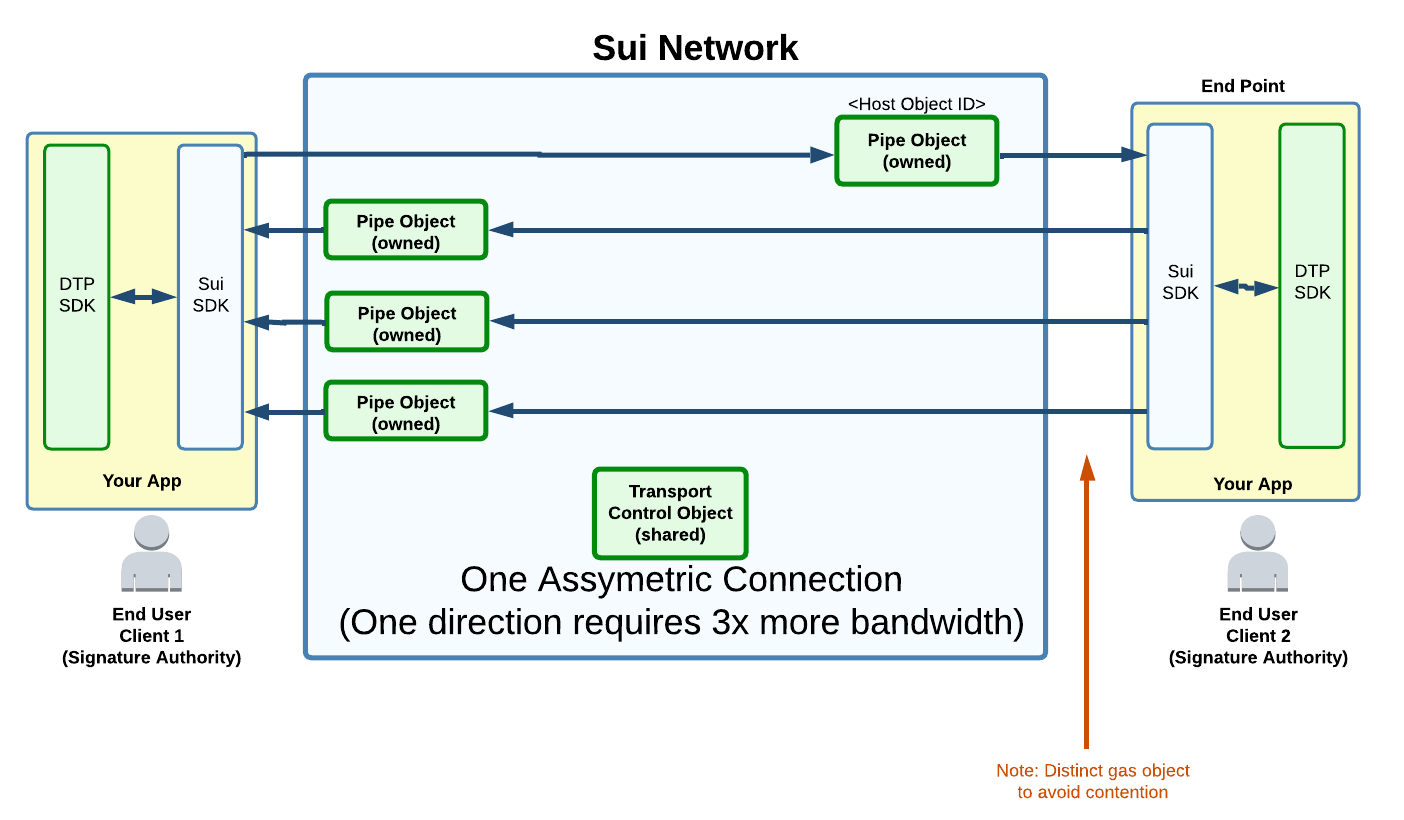 Sui Network
End Point
<Host Object ID>
Pipe Object
(owned)
Pipe Object
(owned)
DTP
SDK
Sui
SDK
Sui
SDK
DTP
SDK
Pipe Object
(owned)
Pipe Object
(owned)
Your App
Your App
Transport
Control Object
(shared)
One Assymetric Connection
(One direction requires 3x more bandwidth)
End User
Client 1
(Signature Authority)
End User
Client 2
(Signature Authority)
Note: Distinct gas object
to avoid contention